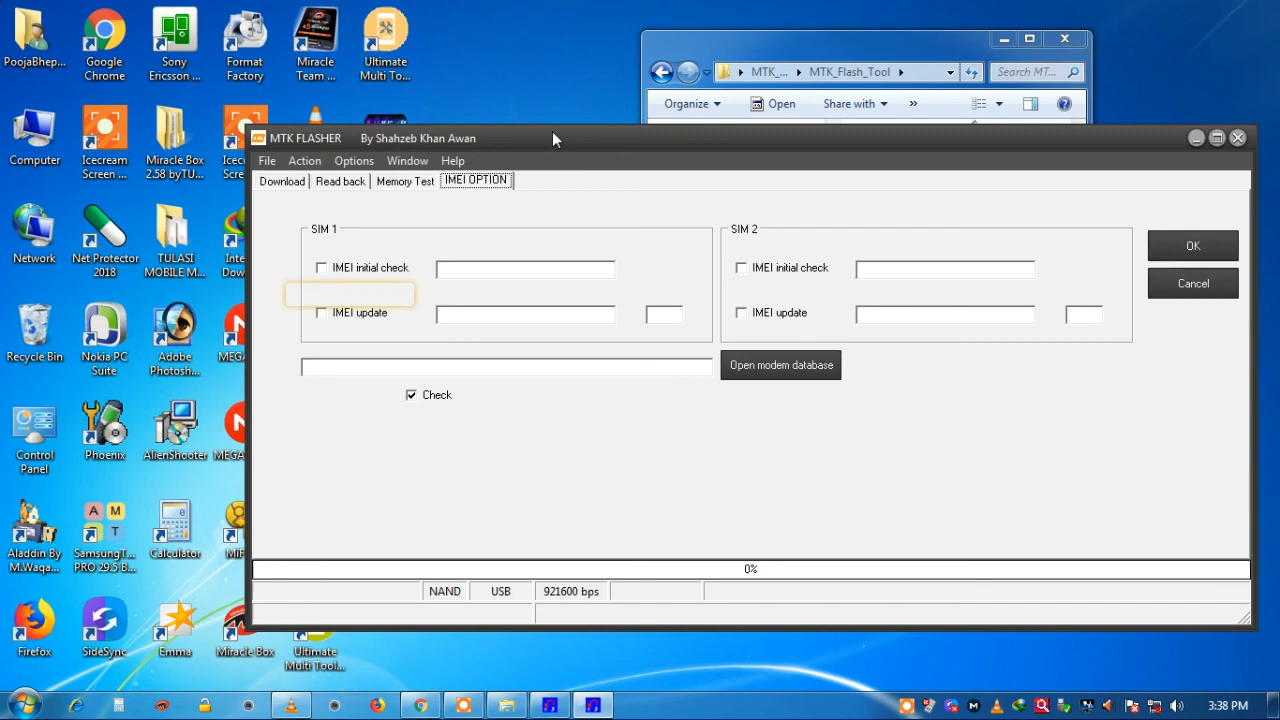 PoojaBhep...
Google
Chrome
Sony
Ericsson ...
Format
Factory
Miracle
Team ...
Ultimate
Multi To...
MTK_...
MTK_Flash_Tool
Search MT...
Organize
Open
Share with
»
Computer
Icecream
Screen ...
Miracle Box
2.58 byTU...
MTK FLASHER By Shahzeb Khan Awan
File Action Options Window Help
Download Read back Memory Test IMEI OPTION
SIM 1
SIM 2
IMEI initial check
IMEI initial check
OK
Cancel
IMEI update
IMEI update
Open modem database
Check
0%
NAND USB 921600 bps
Network
Net Protector
2018
TULASI
MOBILE M...
Recycle Bin
Nokia PC
Suite
Adobe
Photosh...
Control
Panel
Phoenix
AlienShooter
Aladdin By
M.Waqa...
A M
T
SamsungT...
PRO 29.5 B...
Calculator
Firefox
SideSync
Emma
Miracle Box
Ultimate
Multi Tool...
3:38 PM